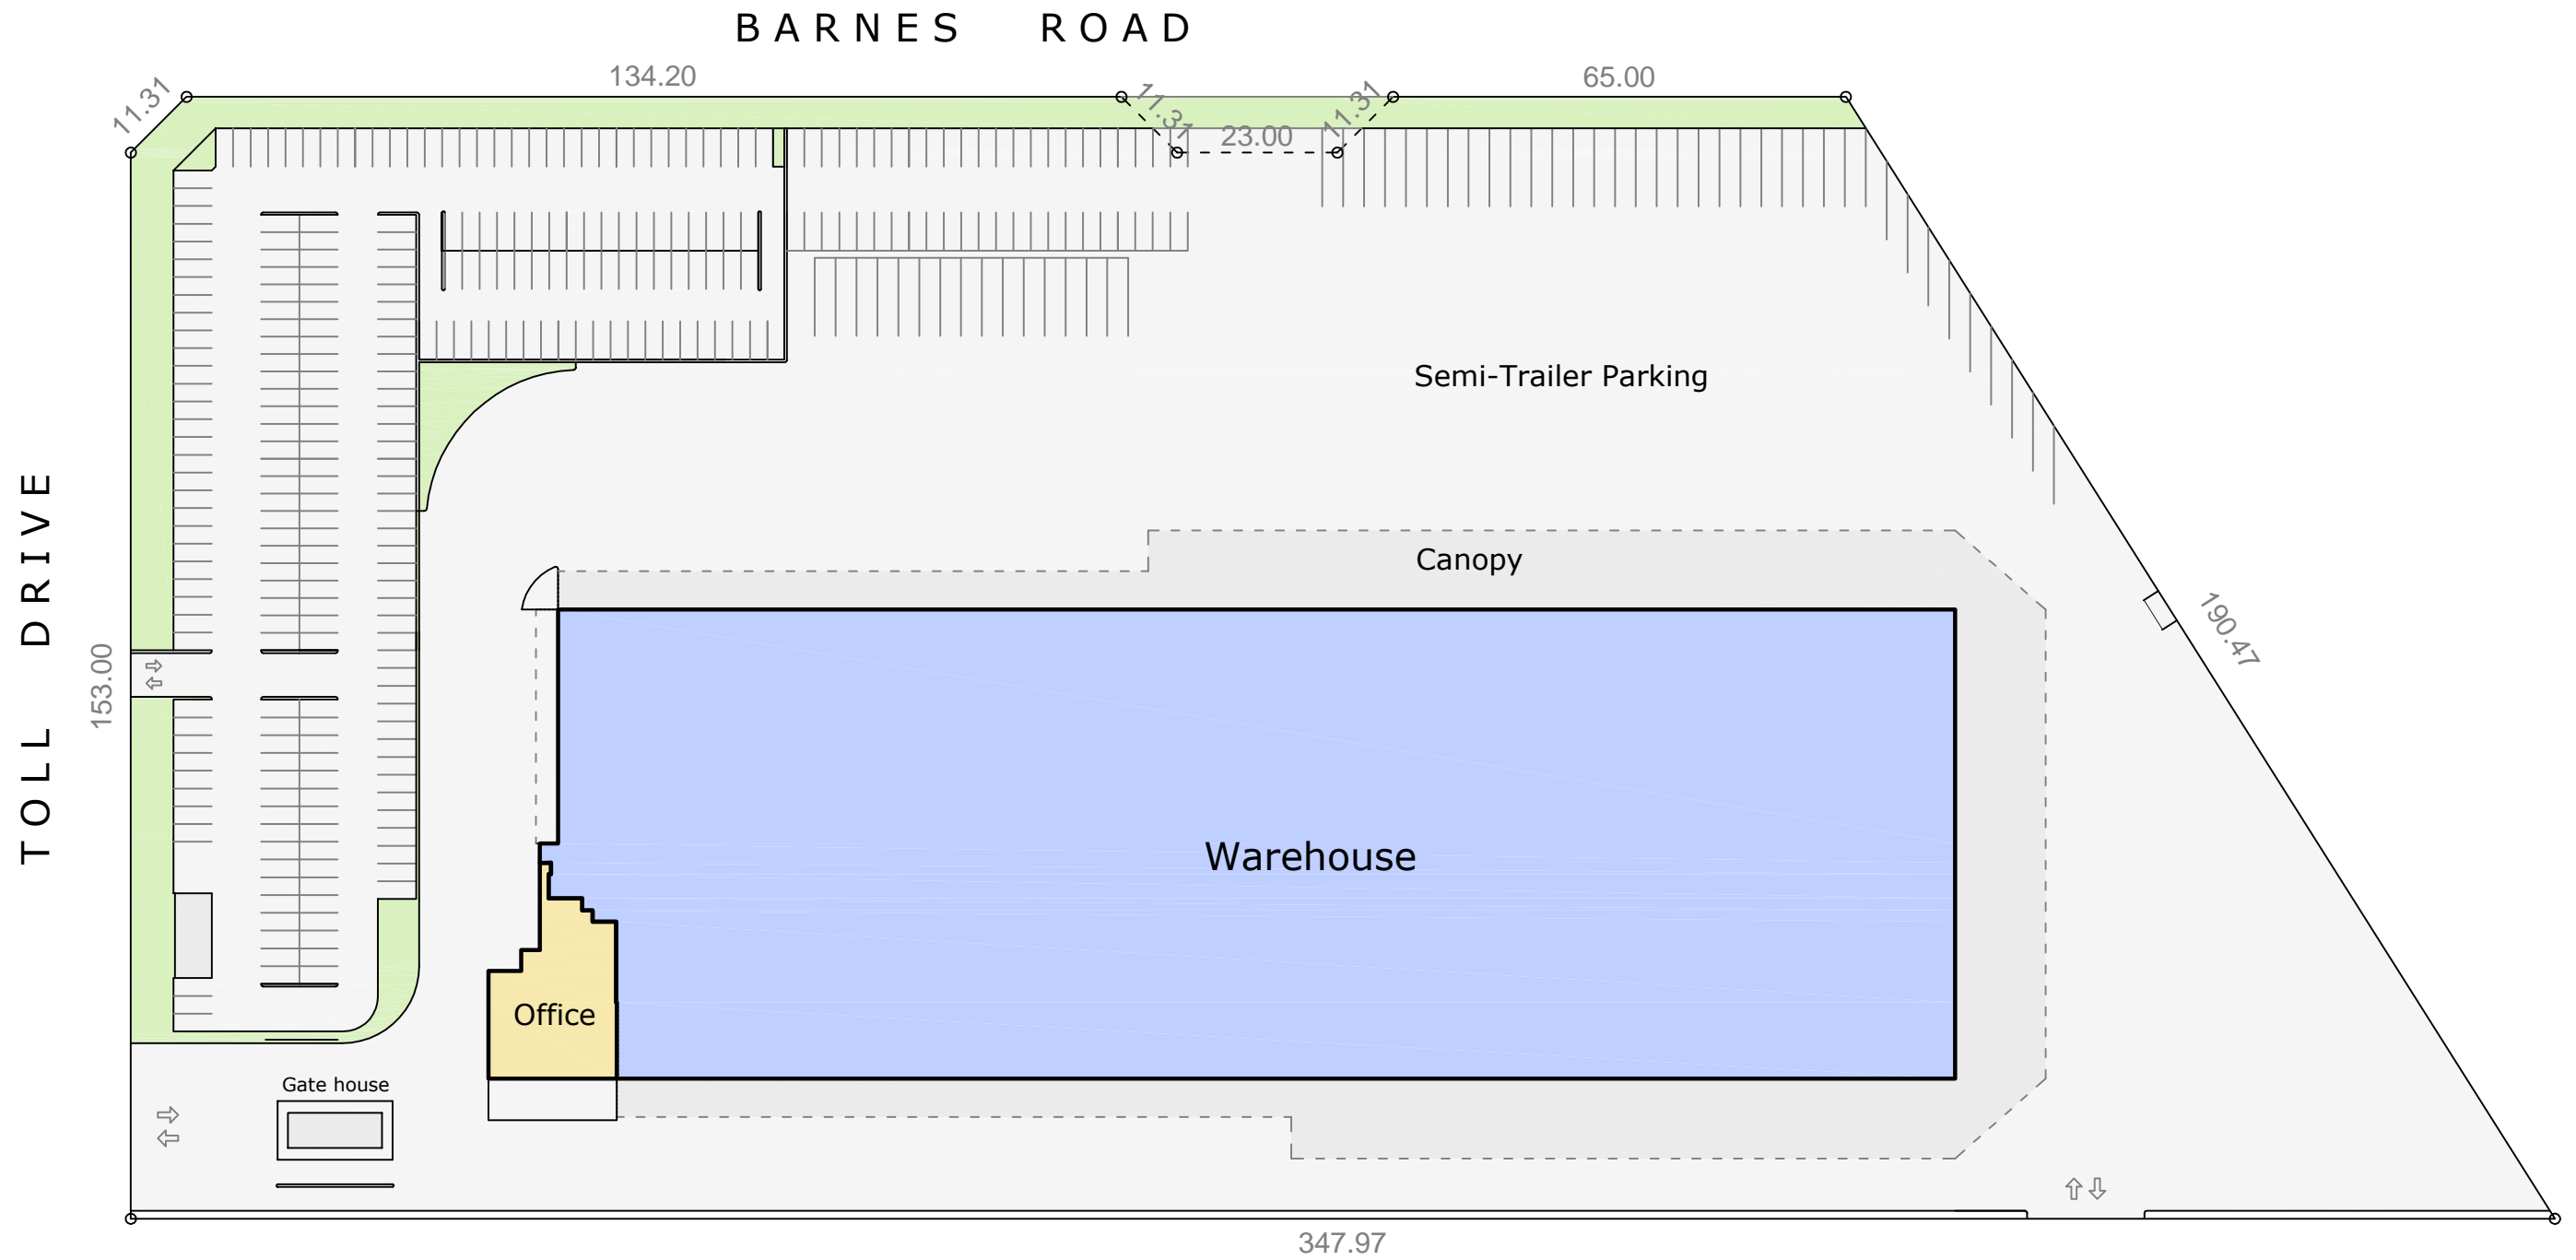 BARNES ROAD
134.20
65.00
11.31
11.31
11.31
23.00
Semi-Trailer Parking
TOLL DRIVE
Canopy
190.47
153.00
Warehouse
Office
Gate house
347.97